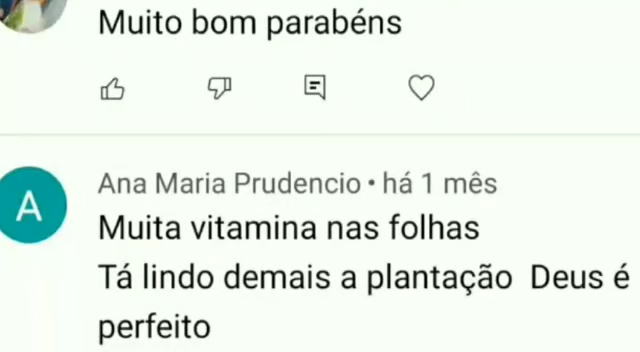 Muito bom parabéns
A
Ana Maria Prudencio • há 1 mês
Muita vitamina nas folhas
Tá lindo demais a plantação Deus é
perfeito